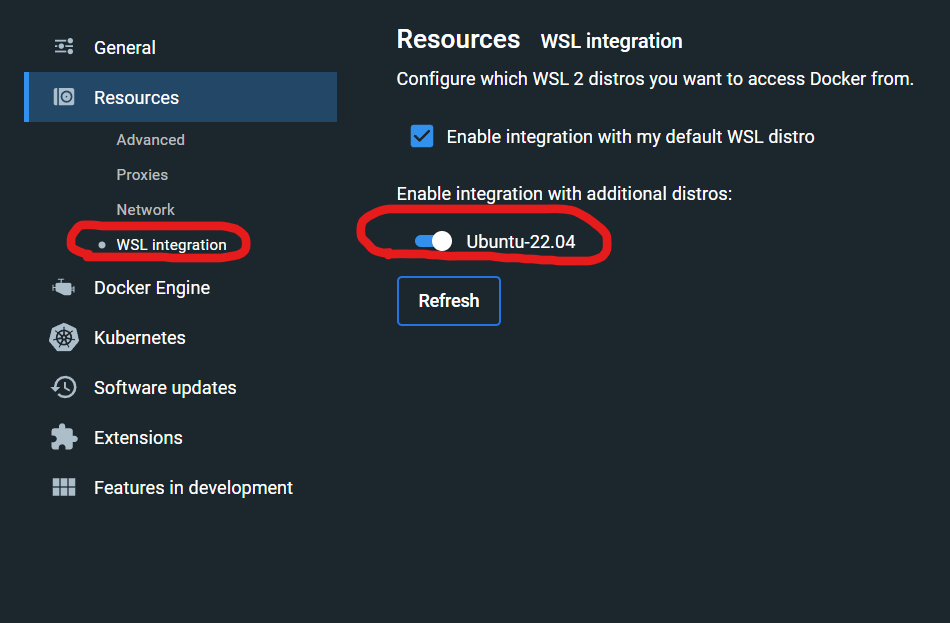 General
Resources
Advanced
Proxies
Network
WSL integration
Docker Engine
Kubernetes
Software updates
Extensions
Features in development
Resources WSL integration
Configure which WSL 2 distros you want to access Docker from.
Enable integration with my default WSL distro
Enable integration with additional distros:
Ubuntu-22.04
Refresh